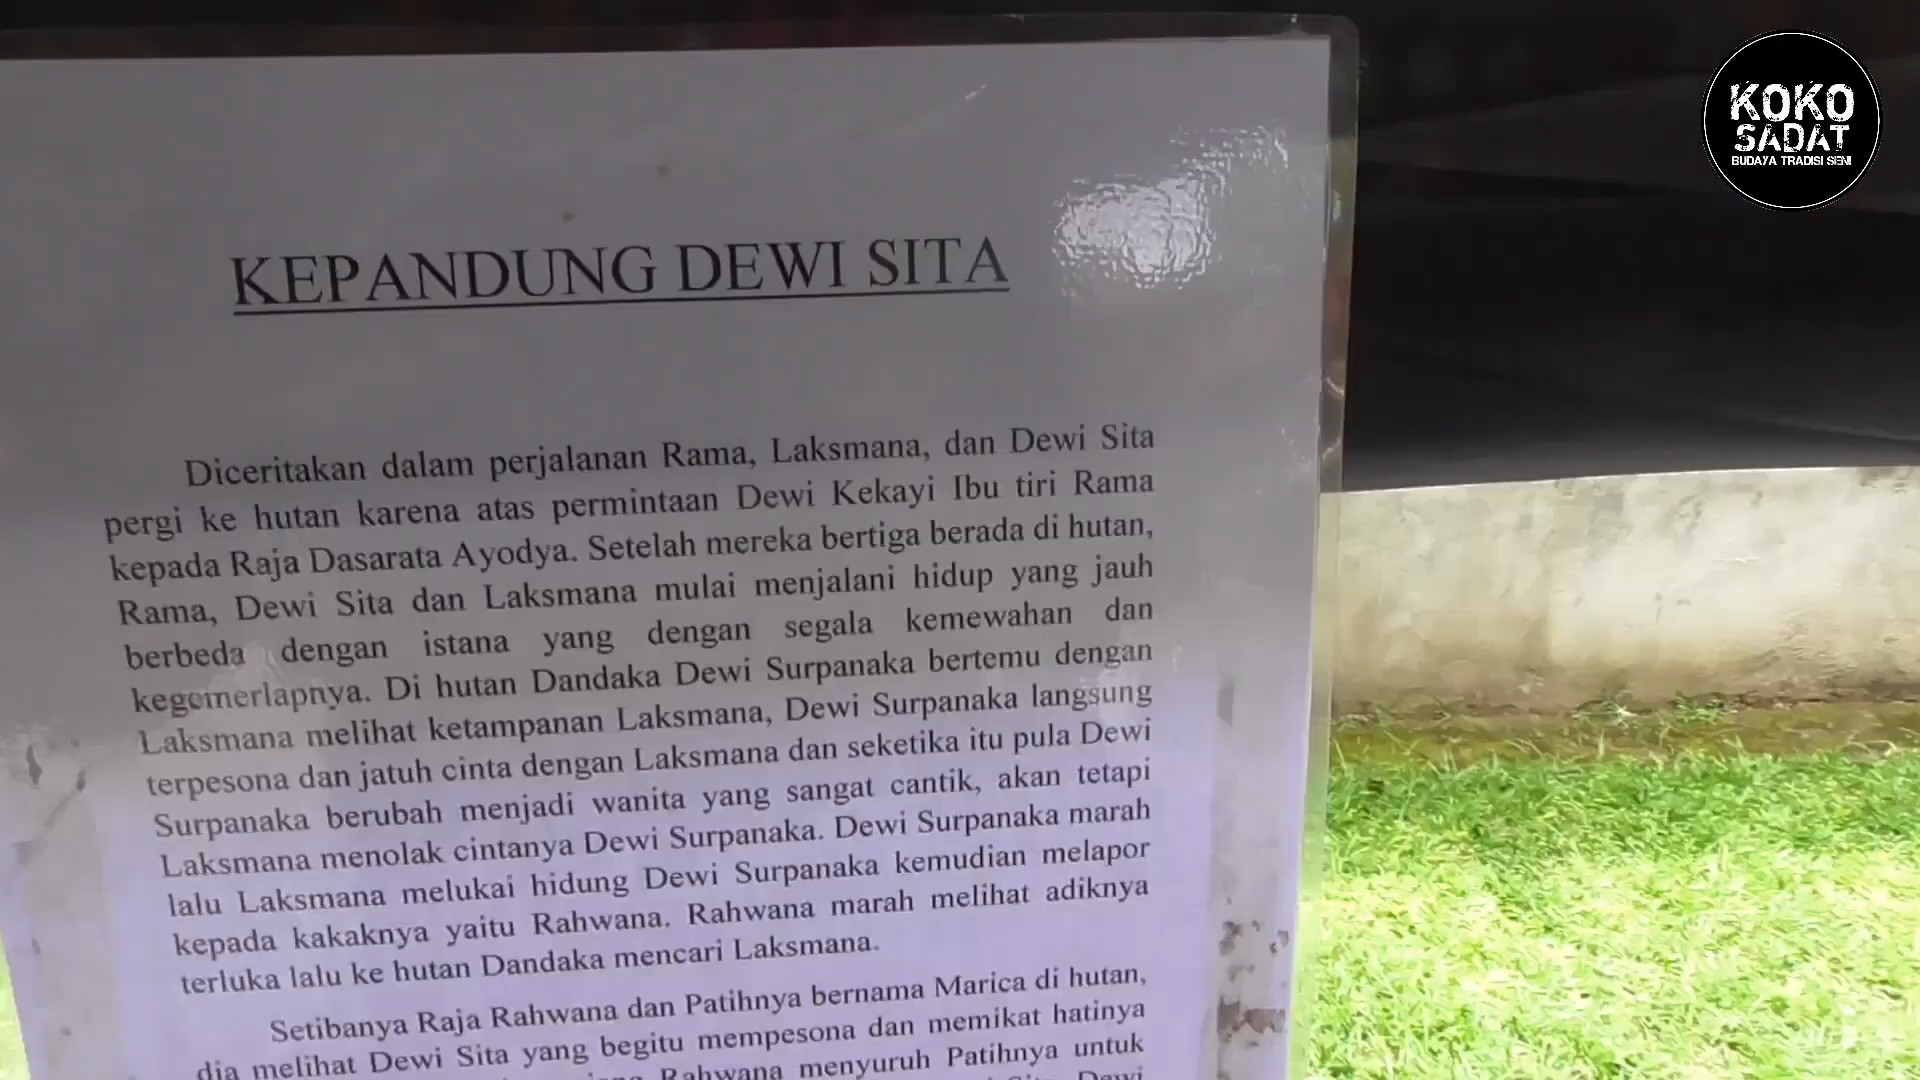 KEPANDUNG DEWI SITA
Diceritakan dalam perjalanan Rama, Laksmana, dan Dewi Sita
pergi ke hutan karena atas permintaan Dewi Kekayi Ibu tiri Rama
kepada Raja Dasarata Ayodya. Setelah mereka bertiga berada di hutan,
Rama, Dewi Sita dan Laksmana mulai menjalani hidup yang jauh
berbeda dengan istana yang dengan segala kemewahan dan
kegemerlapnya. Di hutan Dandaka Dewi Surpanaka bertemu dengan
Laksmana melihat ketampanan Laksmana, Dewi Surpanaka langsung
terpesona dan jatuh cinta dengan Laksmana dan seketika itu pula Dewi
Surpanaka berubah menjadi wanita yang sangat cantik, akan tetapi
Laksmana menolak cintanya Dewi Surpanaka. Dewi Surpanaka marah
lalu Laksmana melukai hidung Dewi Surpanaka kemudian melapor
kepada kakaknya yaitu Rahwana. Rahwana marah melihat adiknya
terluka lalu ke hutan Dandaka mencari Laksmana.
Setibanya Raja Rahwana dan Patihnya bernama Marica di hutan,
dia melihat Dewi Sita yang begitu mempesona dan memikat hatinya
Rahwana menyuruh Patihnya untuk
Dewi
KOKO
SADAT
BUDAYA TRADISI SENI